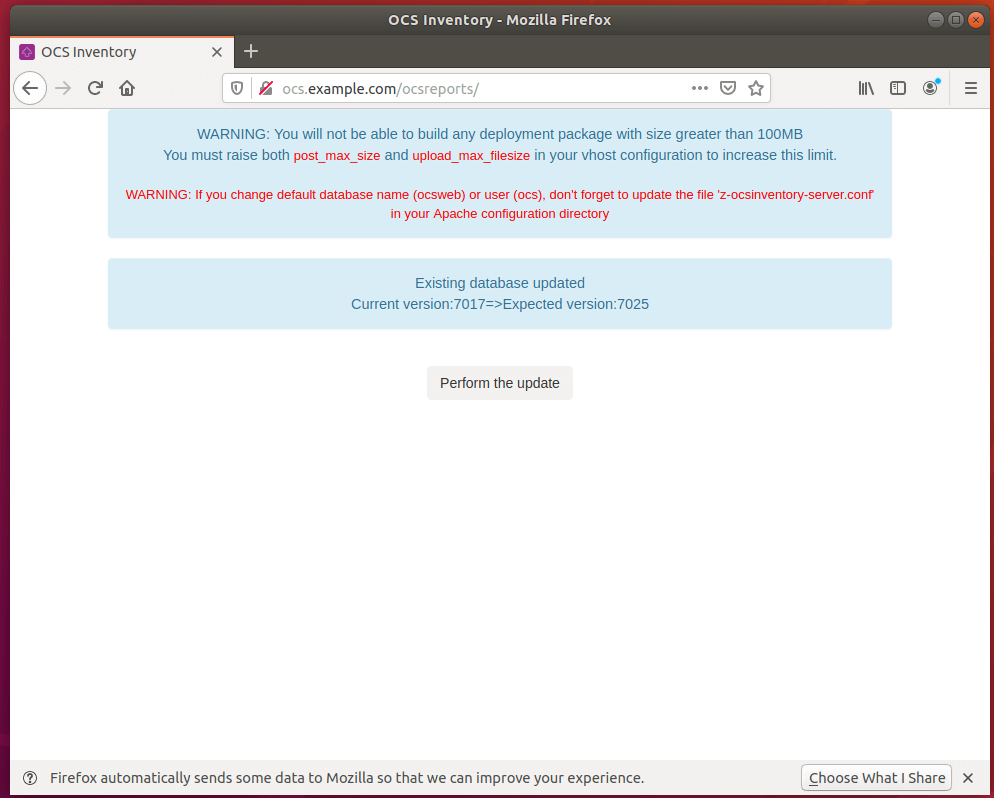 OCS Inventory - Mozilla Firefox
OCS Inventory
ocs.example.com/ocsreports/
WARNING: You will not be able to build any deployment package with size greater than 100MB
You must raise both post_max_size and upload_max_filesize in your vhost configuration to increase this limit.
WARNING: If you change default database name (ocsweb) or user (ocs), don't forget to update the file 'z-ocsinventory-server.conf'
in your Apache configuration directory
Existing database updated
Current version:7017=>Expected version:7025
Perform the update
Firefox automatically sends some data to Mozilla so that we can improve your experience.
Choose What I Share